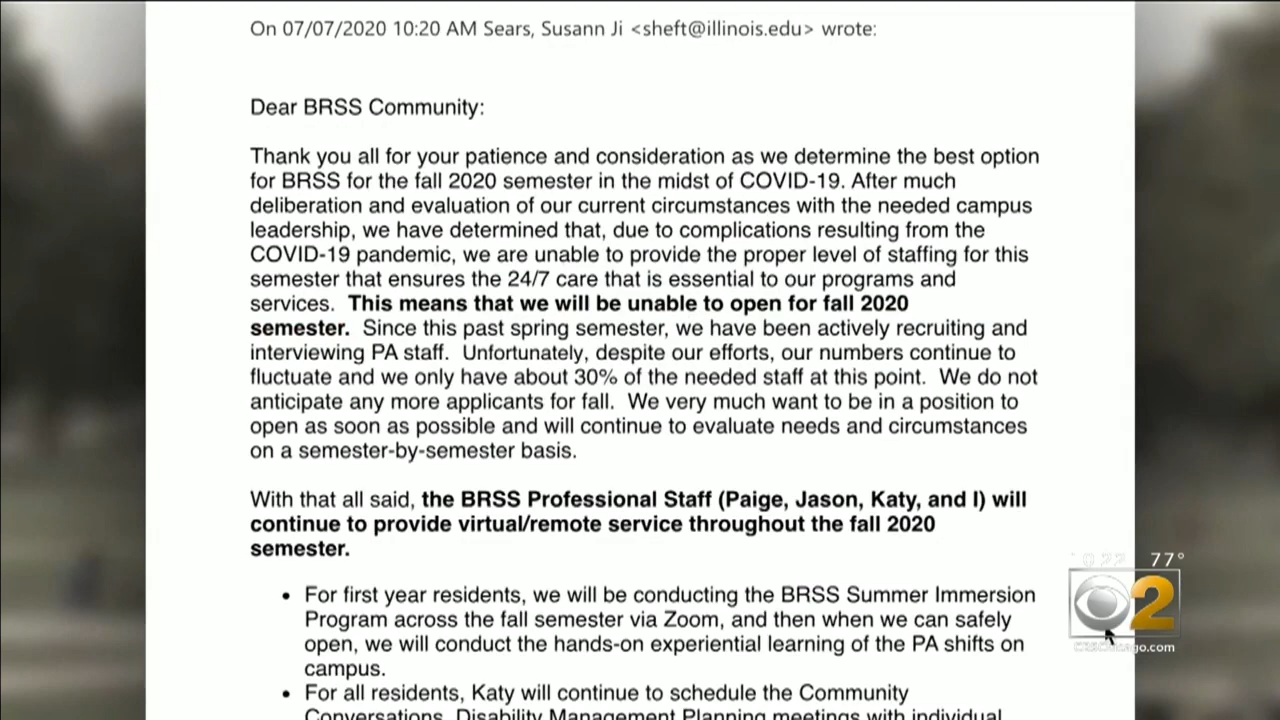 On 07/07/2020 10:20 AM Sears, Susann Ji <sheft@illinois.edu> wrote:
Dear BRSS Community:
Thank you all for your patience and consideration as we determine the best option
for BRSS for the fall 2020 semester in the midst of COVID-19. After much
deliberation and evaluation of our current circumstances with the needed campus
leadership, we have determined that, due to complications resulting from the
COVID-19 pandemic, we are unable to provide the proper level of staffing for this
semester that ensures the 24/7 care that is essential to our programs and
services.  This means that we will be unable to open for fall 2020
semester.  Since this past spring semester, we have been actively recruiting and
interviewing PA staff.  Unfortunately, despite our efforts, our numbers continue to
fluctuate and we only have about 30% of the needed staff at this point.  We do not
anticipate any more applicants for fall.  We very much want to be in a position to
open as soon as possible and will continue to evaluate needs and circumstances
on a semester-by-semester basis.
With that all said, the BRSS Professional Staff (Paige, Jason, Katy, and I) will
continue to provide virtual/remote service throughout the fall 2020
semester.
• For first year residents, we will be conducting the BRSS Summer Immersion
Program across the fall semester via Zoom, and then when we can safely
open, we will conduct the hands-on experiential learning of the PA shifts on
campus.
• For all residents, Katy will continue to schedule the Community
Conversations, Disability Management Planning meetings with individual
77°
2
CBSChicago.com